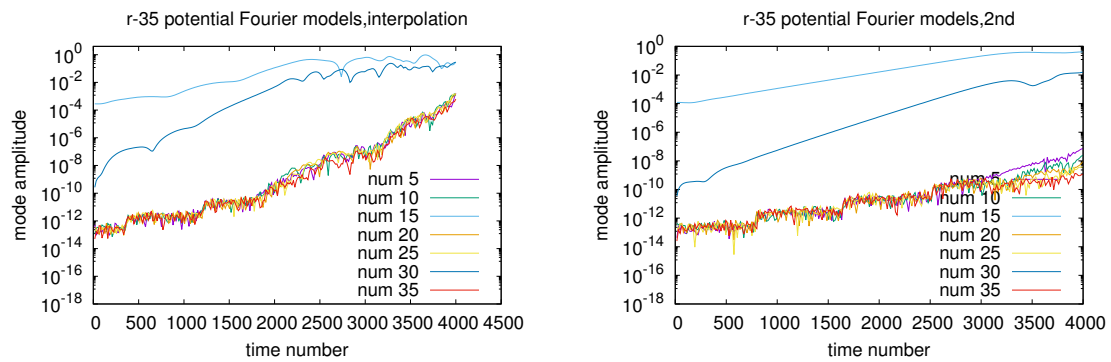 r-35 potential Fourier models,interpolation
10^0
10^-2
10^-4
10^-6
10^-8
10^-10
10^-12
10^-14
10^-16
10^-18
mode amplitude
num 5
num 10
num 15
num 20
num 25
num 30
num 35
0 500 1000 1500 2000 2500 3000 3500 4000 4500
time number
r-35 potential Fourier models,2nd
10^0
10^-2
10^-4
10^-6
10^-8
10^-10
10^-12
10^-14
10^-16
10^-18
mode amplitude
num 5
num 10
num 15
num 20
num 25
num 30
num 35
0 500 1000 1500 2000 2500 3000 3500 4000
time number